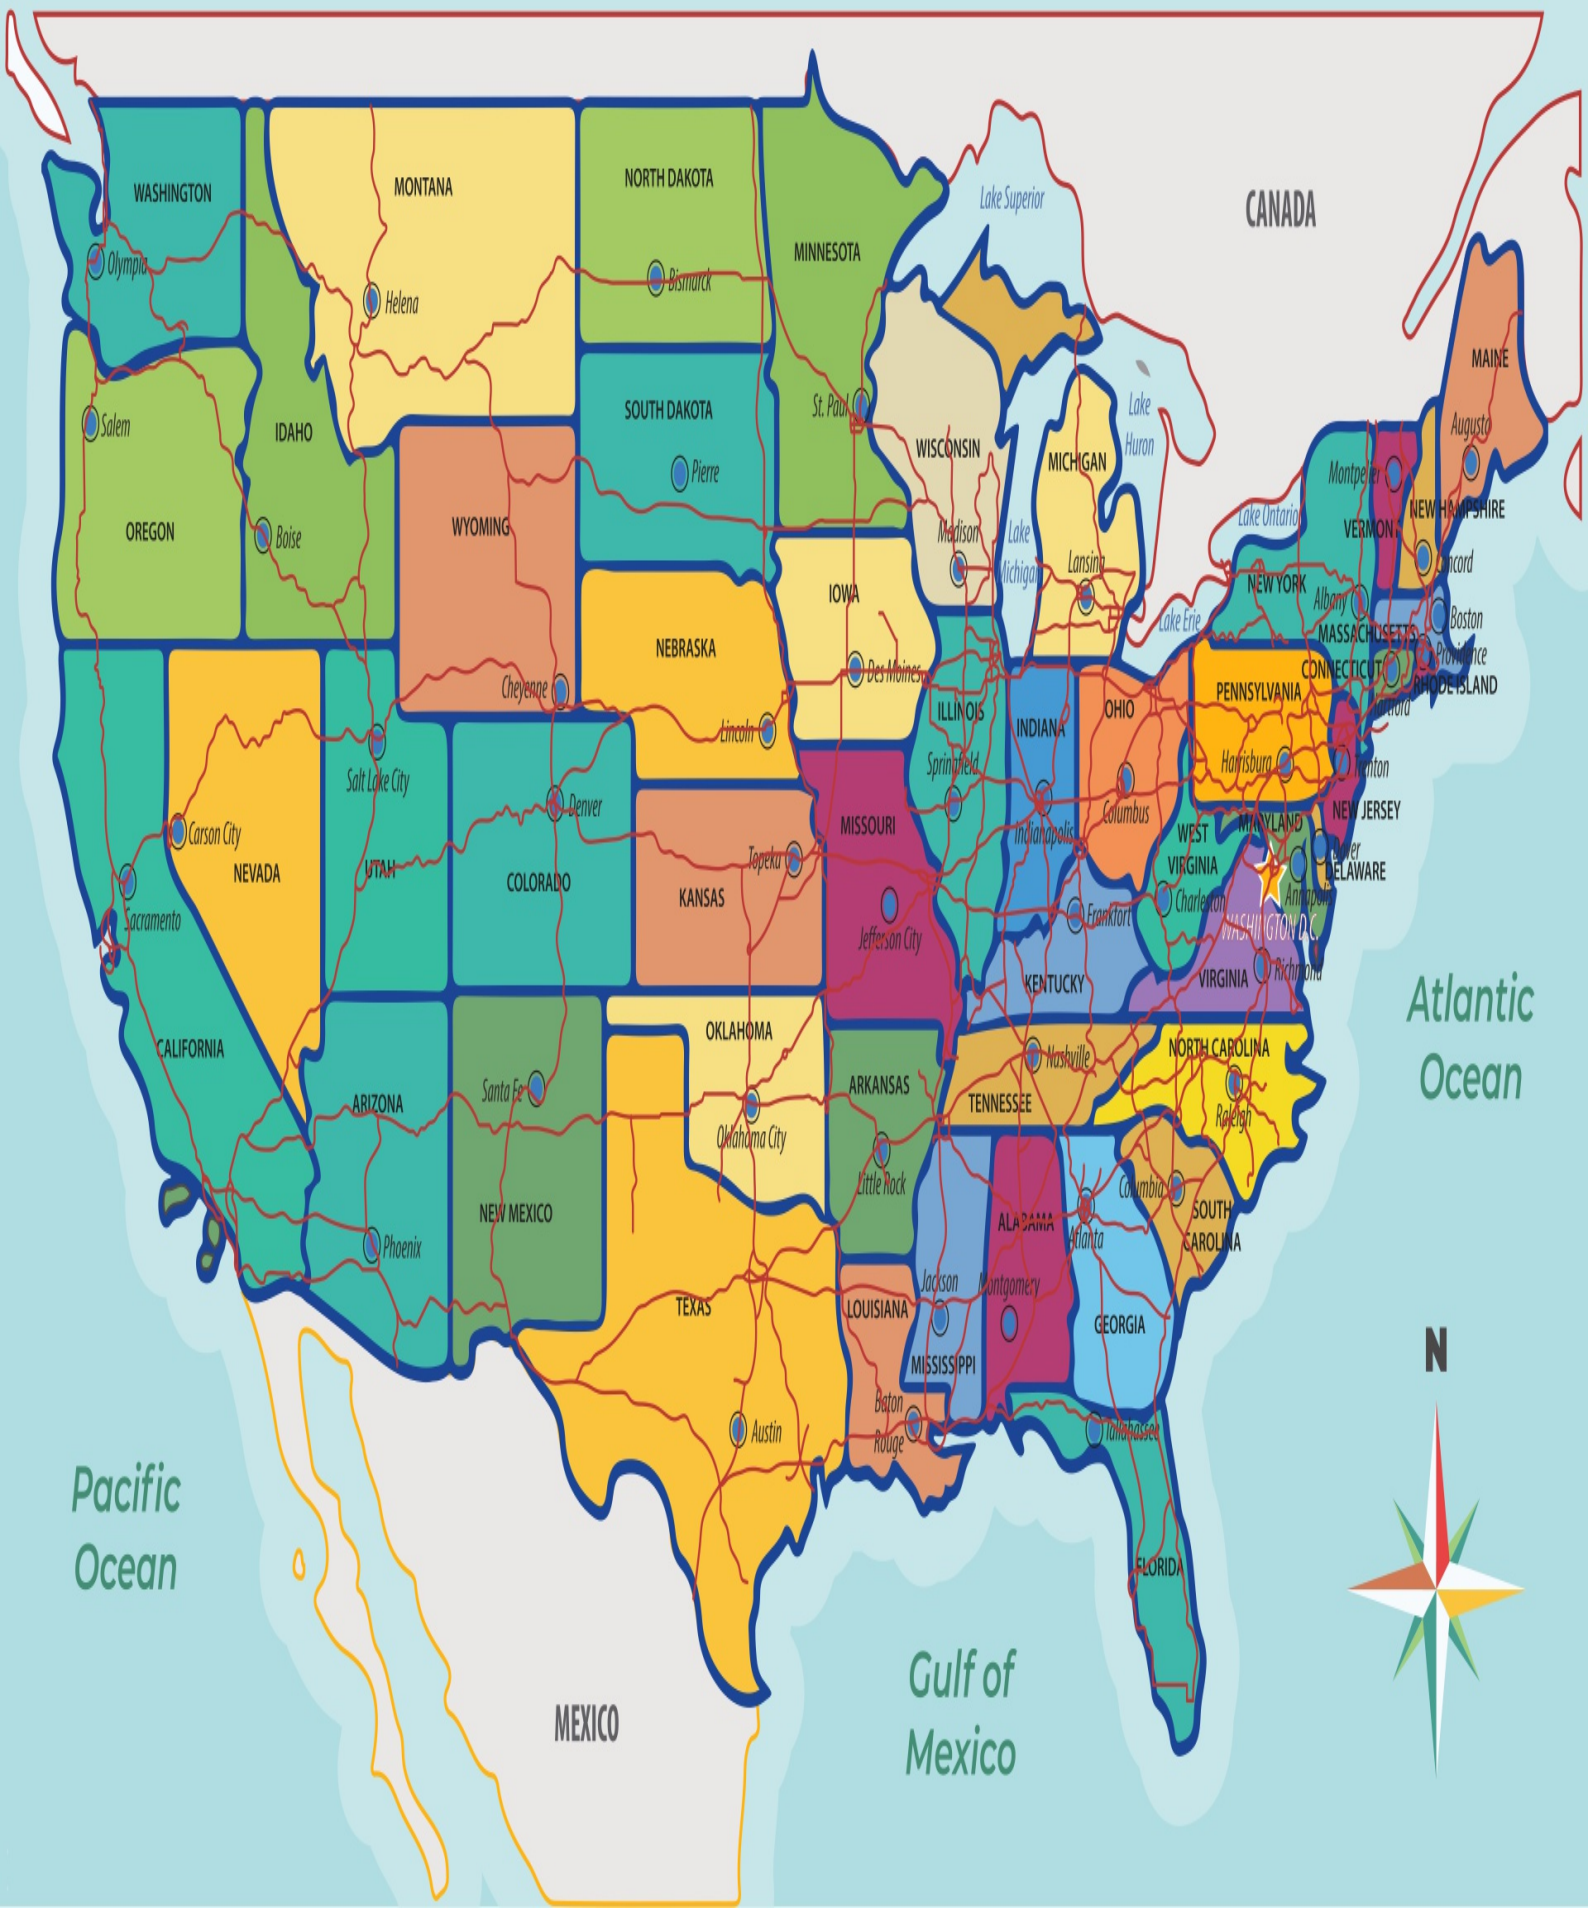 CANADA
WASHINGTON
MONTANA
NORTH DAKOTA
MINNESOTA
Lake Superior
Olympia
Helena
Bismarck
MAINE
Salem
IDAHO
SOUTH DAKOTA
St. Paul
WISCONSIN
MICHIGAN
Lake
Huron
Augusta
Pierre
Montpelier
OREGON
Boise
WYOMING
Madison
Lake
Michigan
Lansing
Lake Ontario
VERMONT
NEW HAMPSHIRE
Concord
IOWA
NEW YORK
Albany
Boston
Lake Erie
MASSACHUSETTS
NEBRASKA
Providence
Cheyenne
Des Moines
CONNECTICUT
RHODE ISLAND
Hartford
PENNSYLVANIA
Lincoln
ILLINOIS
INDIANA
OHIO
Salt Lake City
Springfield
Harrisburg
Trenton
Denver
Columbus
NEW JERSEY
Carson City
MISSOURI
Indianapolis
WEST
VIRGINIA
MARYLAND
Dover
DELAWARE
NEVADA
UTAH
COLORADO
Topeka
KANSAS
Frankfort
Charleston
Annapolis
Sacramento
Jefferson City
WASHINGTON D.C.
KENTUCKY
VIRGINIA
Richmond
Atlantic
Ocean
CALIFORNIA
OKLAHOMA
Nashville
NORTH CAROLINA
ARIZONA
Santa Fe
ARKANSAS
TENNESSEE
Raleigh
Oklahoma City
Little Rock
Columbia
NEW MEXICO
ALABAMA
Atlanta
SOUTH
CAROLINA
Phoenix
TEXAS
LOUISIANA
Jackson
Montgomery
GEORGIA
MISSISSIPPI
N
Austin
Baton
Rouge
Tallahassee
Pacific
Ocean
FLORIDA
MEXICO
Gulf of
Mexico